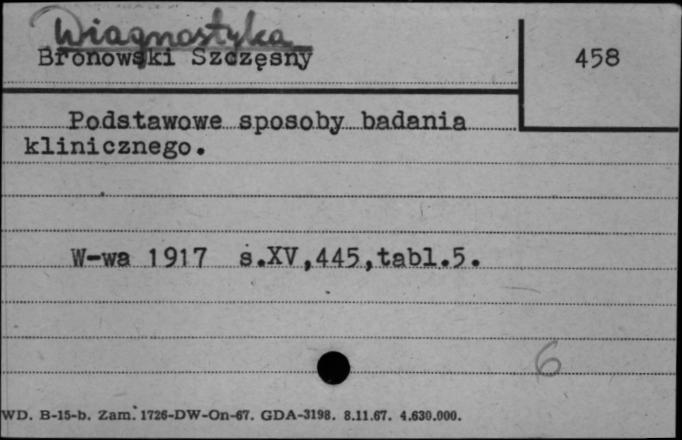 Diagnostyka
Bronowski Szczęsny
458
Podstawowe sposoby badania
klinicznego.
W-wa 1917 s.XV,445,tabl.5.
6
WD. B-15-b. Zam. 1726-DW-On-67. GDA-3198. 8.11.67. 4.630.000.